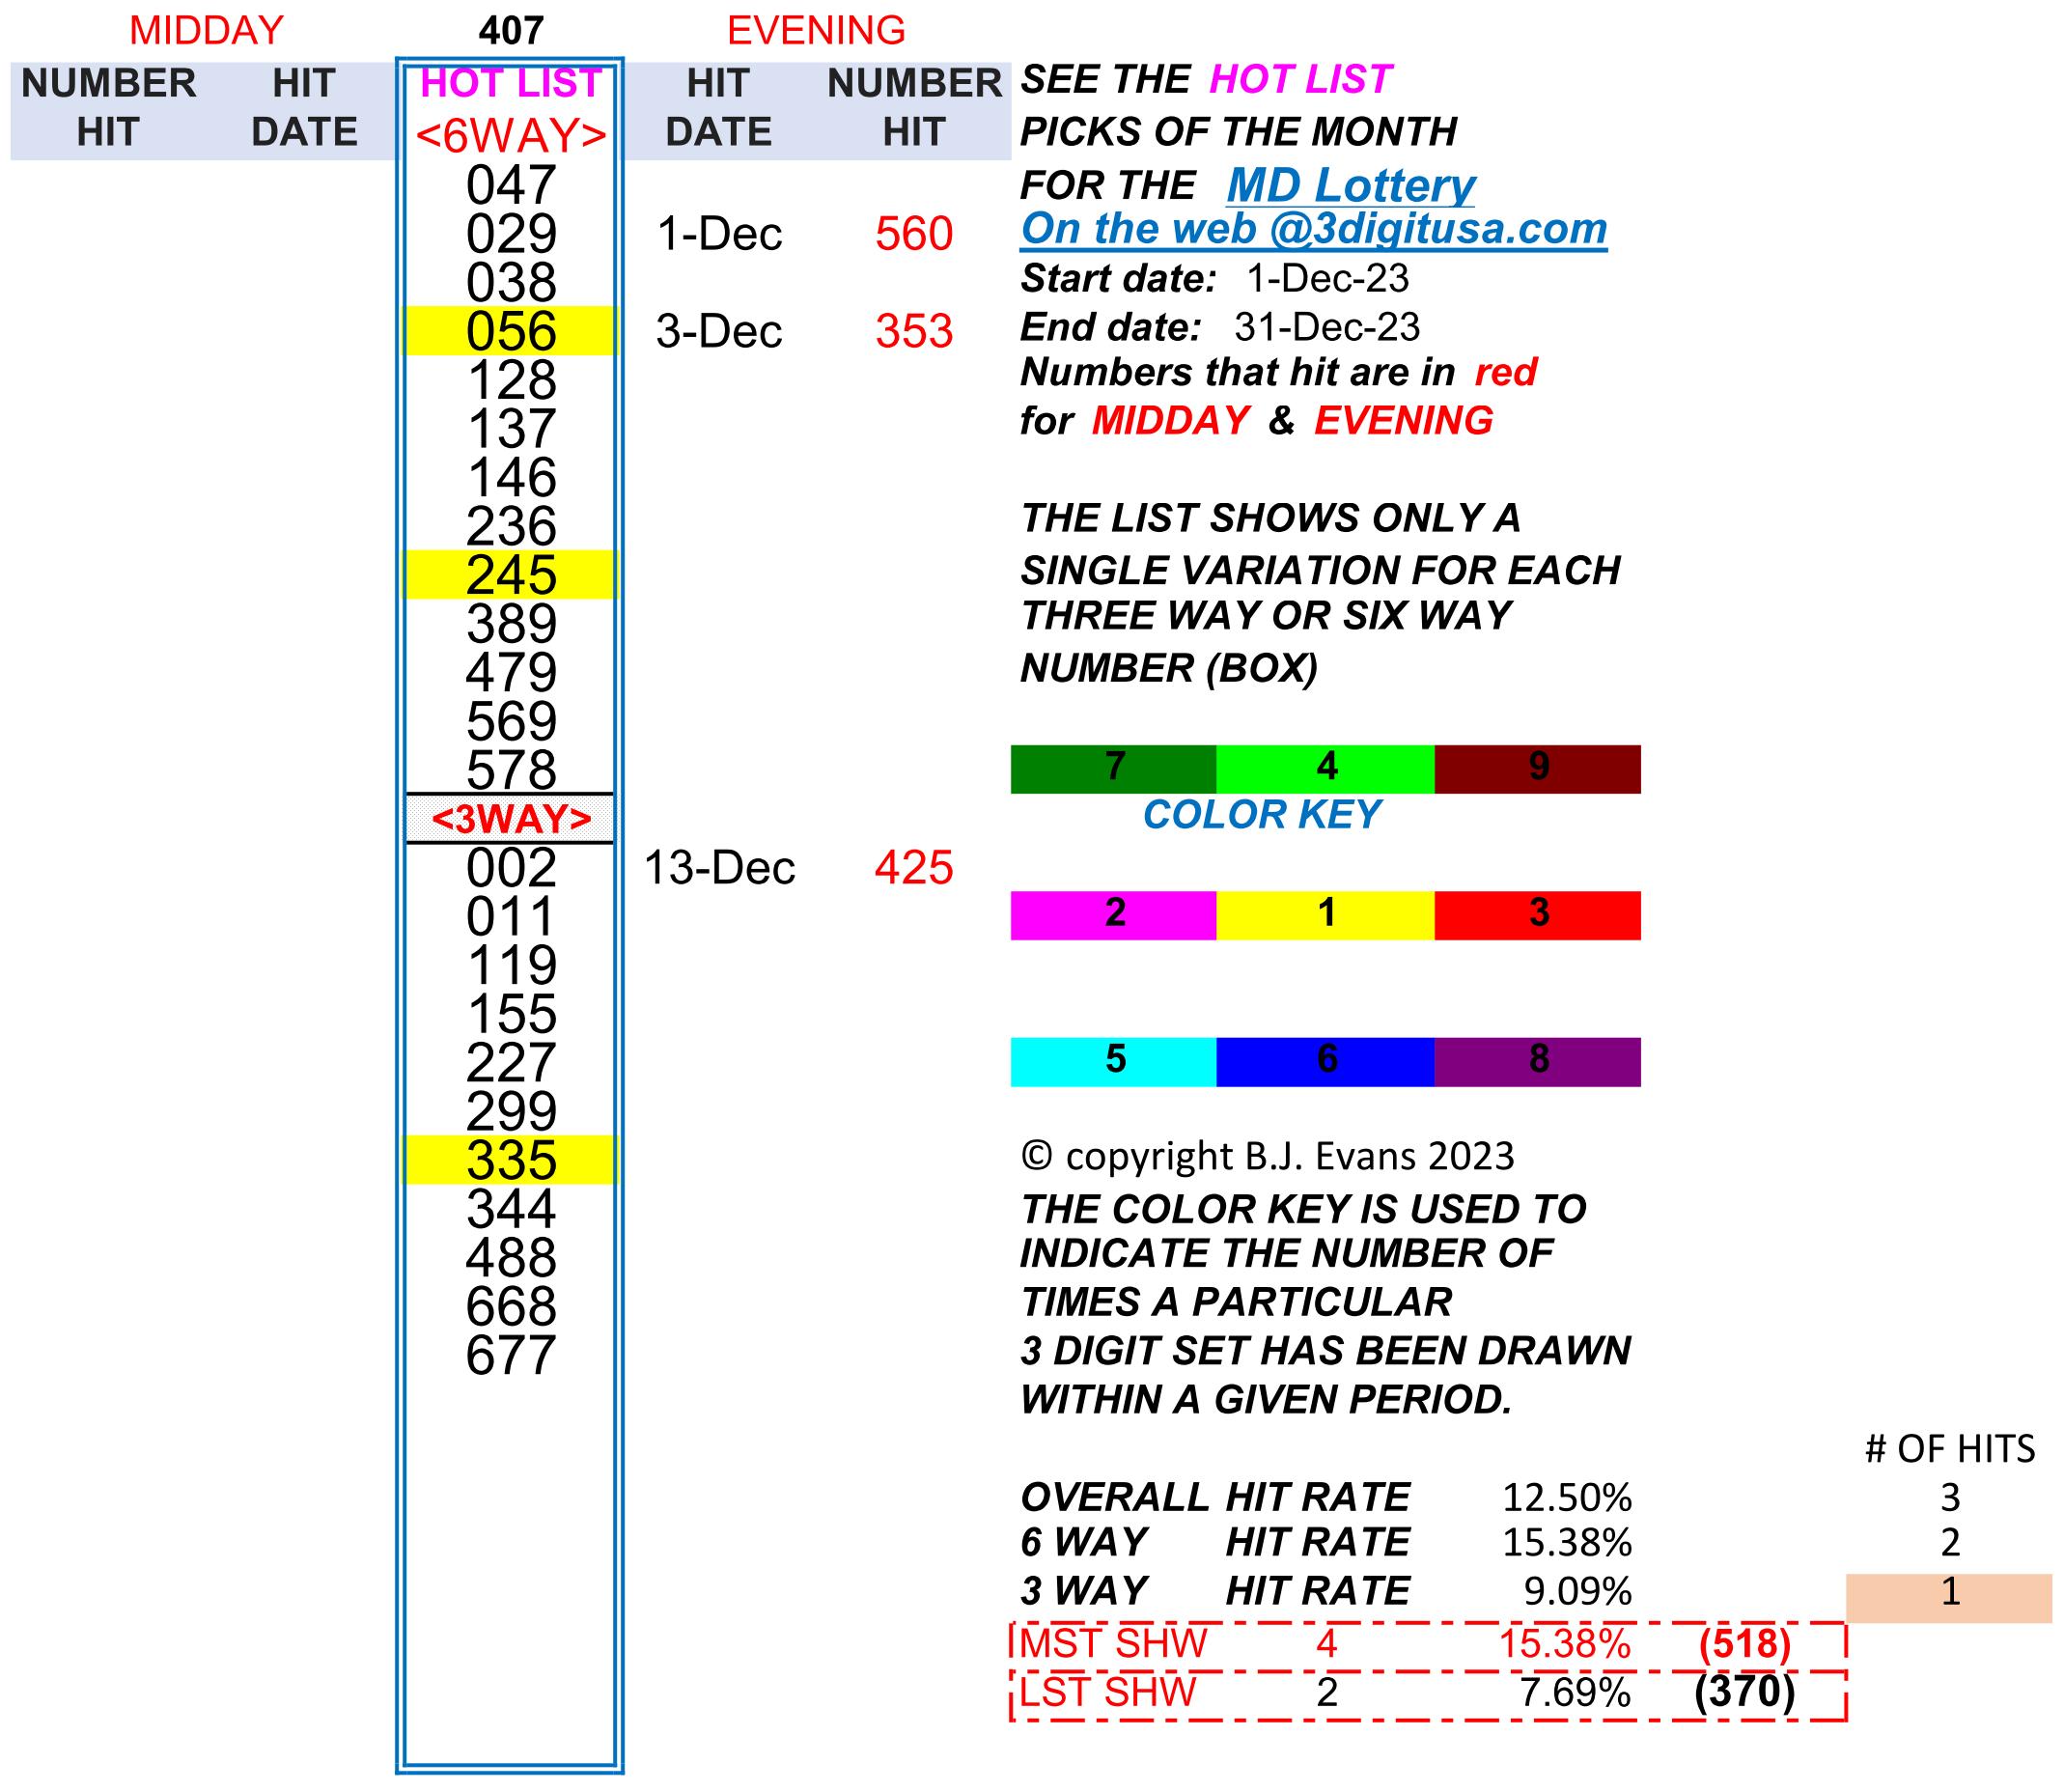 MIDDAY 407 EVENING
NUMBER HIT HOT LIST HIT NUMBER SEE THE HOT LIST
HIT DATE <6WAY> DATE HIT PICKS OF THE MONTH
047 FOR THE MD Lottery
029 1-Dec 560 On the web @3digitusa.com
038 Start date: 1-Dec-23
056 3-Dec 353 End date: 31-Dec-23
128 Numbers that hit are in red
137 for MIDDAY & EVENING
146
236 THE LIST SHOWS ONLY A
245 SINGLE VARIATION FOR EACH
389 THREE WAY OR SIX WAY
479 NUMBER (BOX)
569
578 7 4 9
<3WAY> COLOR KEY
002 13-Dec 425
011 2 1 3
119
155
227 5 6 8
299
335 © copyright B.J. Evans 2023
344 THE COLOR KEY IS USED TO
488 INDICATE THE NUMBER OF
668 TIMES A PARTICULAR
677 3 DIGIT SET HAS BEEN DRAWN
WITHIN A GIVEN PERIOD.
# OF HITS
OVERALL HIT RATE 12.50% 3
6 WAY HIT RATE 15.38% 2
3 WAY HIT RATE 9.09% 1
MST SHW 4 15.38% (518)
LST SHW 2 7.69% (370)